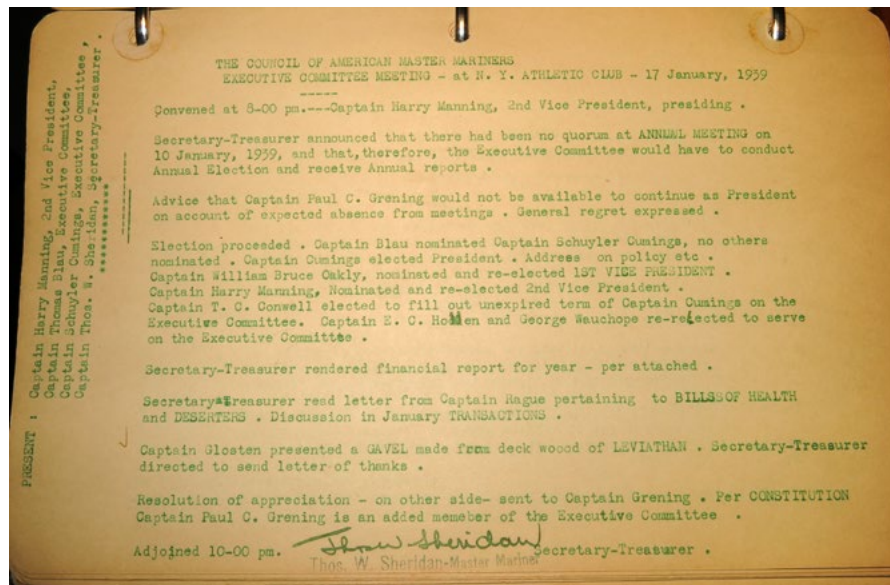 THE COUNCIL OF AMERICAN MASTER MARINERS
EXECUTIVE COMMITTEE MEETING - at N. Y. ATHLETIC CLUB - 17 January, 1939
Convened at 8-00 pm.---Captain Harry Manning, 2nd Vice President, presiding .
Secretary-Treasurer announced that there had been no quorum at ANNUAL MEETING on
10 January, 1939, and that,therefore, the Executive Committee would have to conduct
Annual Election and receive Annual reports .
Advice that Captain Paul C. Grening would not be available to continue as President
on account of expected absence from meetings . General regret expressed .
Election proceeded . Captain Blau nominated Captain Schuyler Cumings, no others
nominated . Captain Cumings elected President . Address on policy etc .
Captain William Bruce Oakly, nominated and re-elected 1ST VICE PRESIDENT .
Captain Harry Manning, Nominated and re-elected 2nd Vice President .
Captain T. C. Conwell elected to fill out unexpired term of Captain Cumings on the
Executive Committee. Captain E. C. Holden and George Wauchope re-relected to serve
on the Executive Committee .
Secretary-Treasurer rendered financial report for year - per attached .
Secretary-Treasurer read letter from Captain Hague pertaining to BILLSSOF HEALTH
and DESERTERS . Discussion in January TRANSACTIONS .
Captain Glosten presented a GAVEL made from deck woood of LEVIATHAN . Secretary-Treasurer
directed to send letter of thanks .
Resolution of appreciation - on other side- sent to Captain Grening . Per CONSTITUTION
Captain Paul C. Grening is an added memeber of the Executive Committee .
Adjoined 10-00 pm. Thos W Sheridan Secretary-Treasurer .
Thos. W. Sheridan-Master Mariner
PRESENT : Captain Harry Manning, 2nd Vice President,
Captain Thomas Blau, Executive Committee,
Captain Schuyler Cumings, Executive Committee ,
Captain Thos. W. Sheridan, Secretary-Treasurer .
************